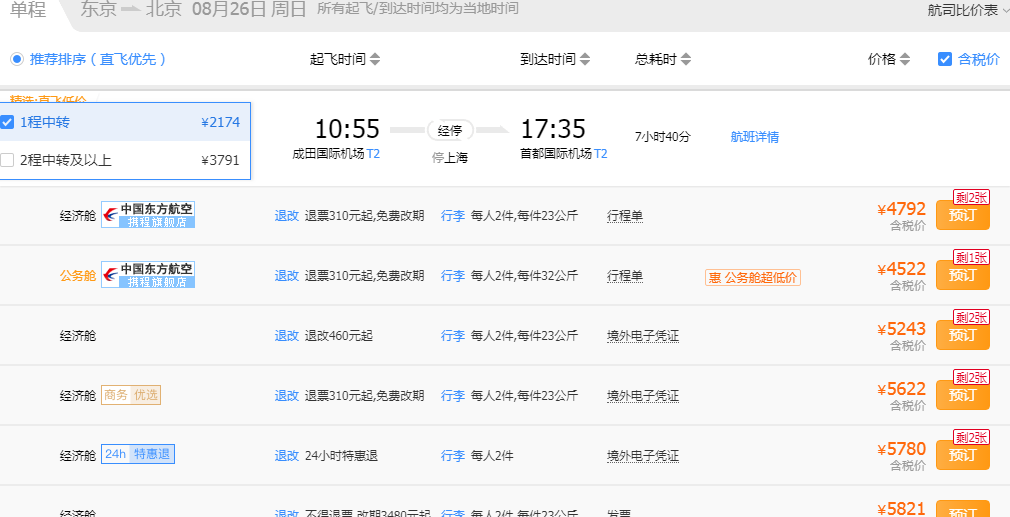 单程 东京 北京 08月26日 周日 所有起飞/到达时间均为当地时间 航司比价表
推荐排序（直飞优先） 起飞时间 到达时间 总耗时 价格 含税价
精选:直飞低价
1程中转 ¥2174
2程中转及以上 ¥3791
10:55 经停 17:35 7小时40分 航班详情
成田国际机场T2 停上海 首都国际机场T2
经济舱 中国东方航空 携程旗舰店 退改 退票310元起,免费改期 行李 每人2件,每件23公斤 行程单 ¥4792 含税价 剩2张 预订
公务舱 中国东方航空 携程旗舰店 退改 退票310元起,免费改期 行李 每人2件,每件32公斤 行程单 惠 公务舱超低价 ¥4522 含税价 剩1张 预订
经济舱 退改 退改460元起 行李 每人2件,每件23公斤 境外电子凭证 ¥5243 含税价 剩2张 预订
经济舱 商务 优选 退改 退票310元起,免费改期 行李 每人2件,每件23公斤 境外电子凭证 ¥5622 含税价 剩2张 预订
经济舱 24h 特惠退 退改 24小时特惠退 行李 每人2件 境外电子凭证 ¥5780 含税价 剩2张 预订
经济舱 退改 不得退票,改期3480元起 行李 每人2件,每件23公斤 发票 ¥5821 预订